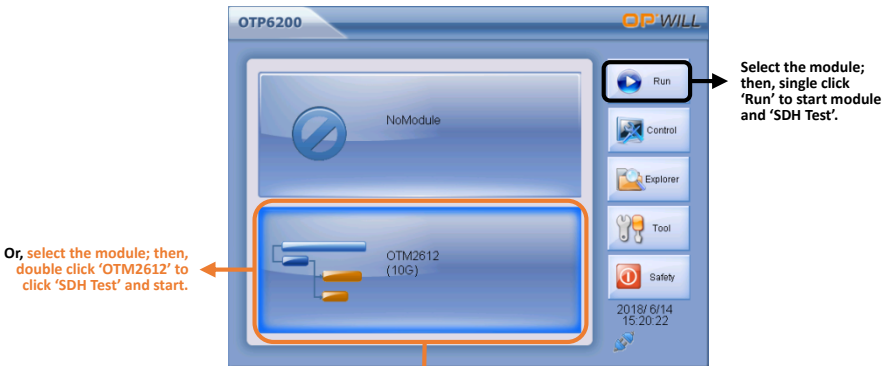 OTP6200
OPWILL
Run
Select the module;
then, single click
‘Run’ to start module
and ‘SDH Test’.
NoModule
Control
Explorer
Or, select the module; then,
double click ‘OTM2612’ to
click ‘SDH Test’ and start.
OTM2612
(10G)
Tool
Safety
2018/ 6/14
15:20:22